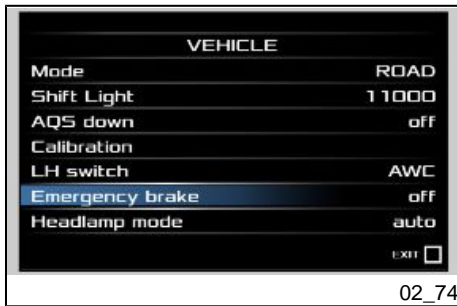 VEHICLE
Mode ROAD
Shift Light 11000
AQS down off
Calibration
LH switch AWC
Emergency brake off
Headlamp mode auto
EXIT
02_74